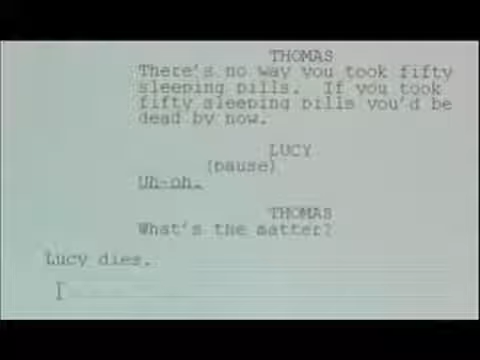 THOMAS
There's no way you took fifty
sleeping pills.  If you took
fifty sleeping pills you'd be
dead by now.
LUCY
(pause)
Uh-oh.
THOMAS
What's the matter?
Lucy dies.